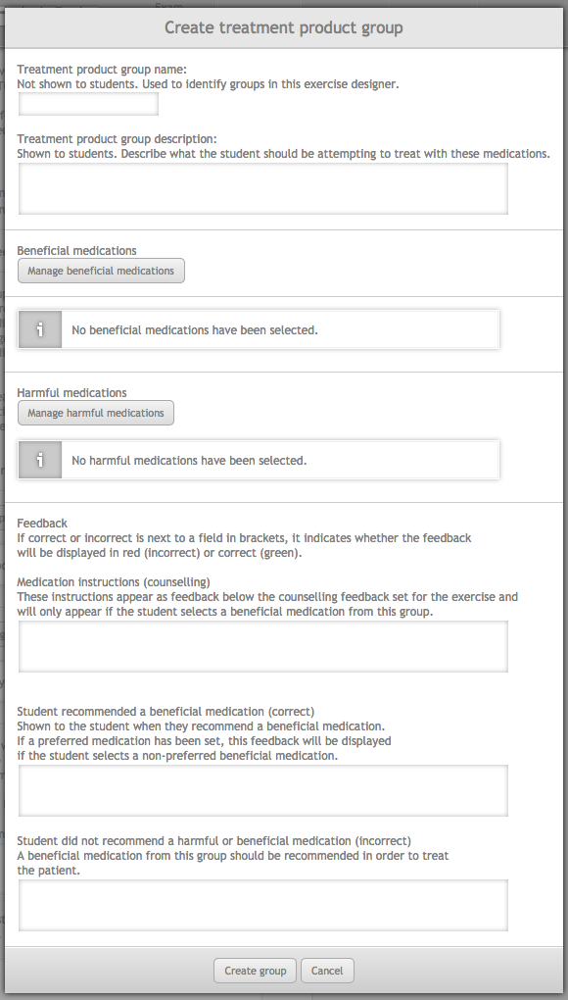 Create treatment product group
Treatment product group name:
Not shown to students. Used to identify groups in this exercise designer.
Treatment product group description:
Shown to students. Describe what the student should be attempting to treat with these medications.
Beneficial medications
Manage beneficial medications
No beneficial medications have been selected.
Harmful medications
Manage harmful medications
No harmful medications have been selected.
Feedback
If correct or incorrect is next to a field in brackets, it indicates whether the feedback
will be displayed in red (incorrect) or correct (green).
Medication instructions (counselling)
These instructions appear as feedback below the counselling feedback set for the exercise and
will only appear if the student selects a beneficial medication from this group.
Student recommended a beneficial medication (correct)
Shown to the student when they recommend a beneficial medication.
If a preferred medication has been set, this feedback will be displayed
if the student selects a non-preferred beneficial medication.
Student did not recommend a harmful or beneficial medication (incorrect)
A beneficial medication from this group should be recommended in order to treat
the patient.
Create group Cancel